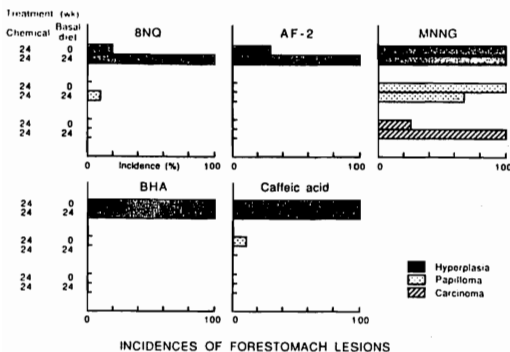 Treatment (wk)
Chemical Basal diet
8NQ AF-2 MNNG
24 0
24 24
24 0
24 24
24 0
24 24
0 Incidence (%) 100 0 100 0 100
BHA Caffeic acid
24 0
24 24
24 0
24 24
24 0
24 24
0 100 0 100
Hyperplasia
Papilloma
Carcinoma
INCIDENCES OF FORESTOMACH LESIONS